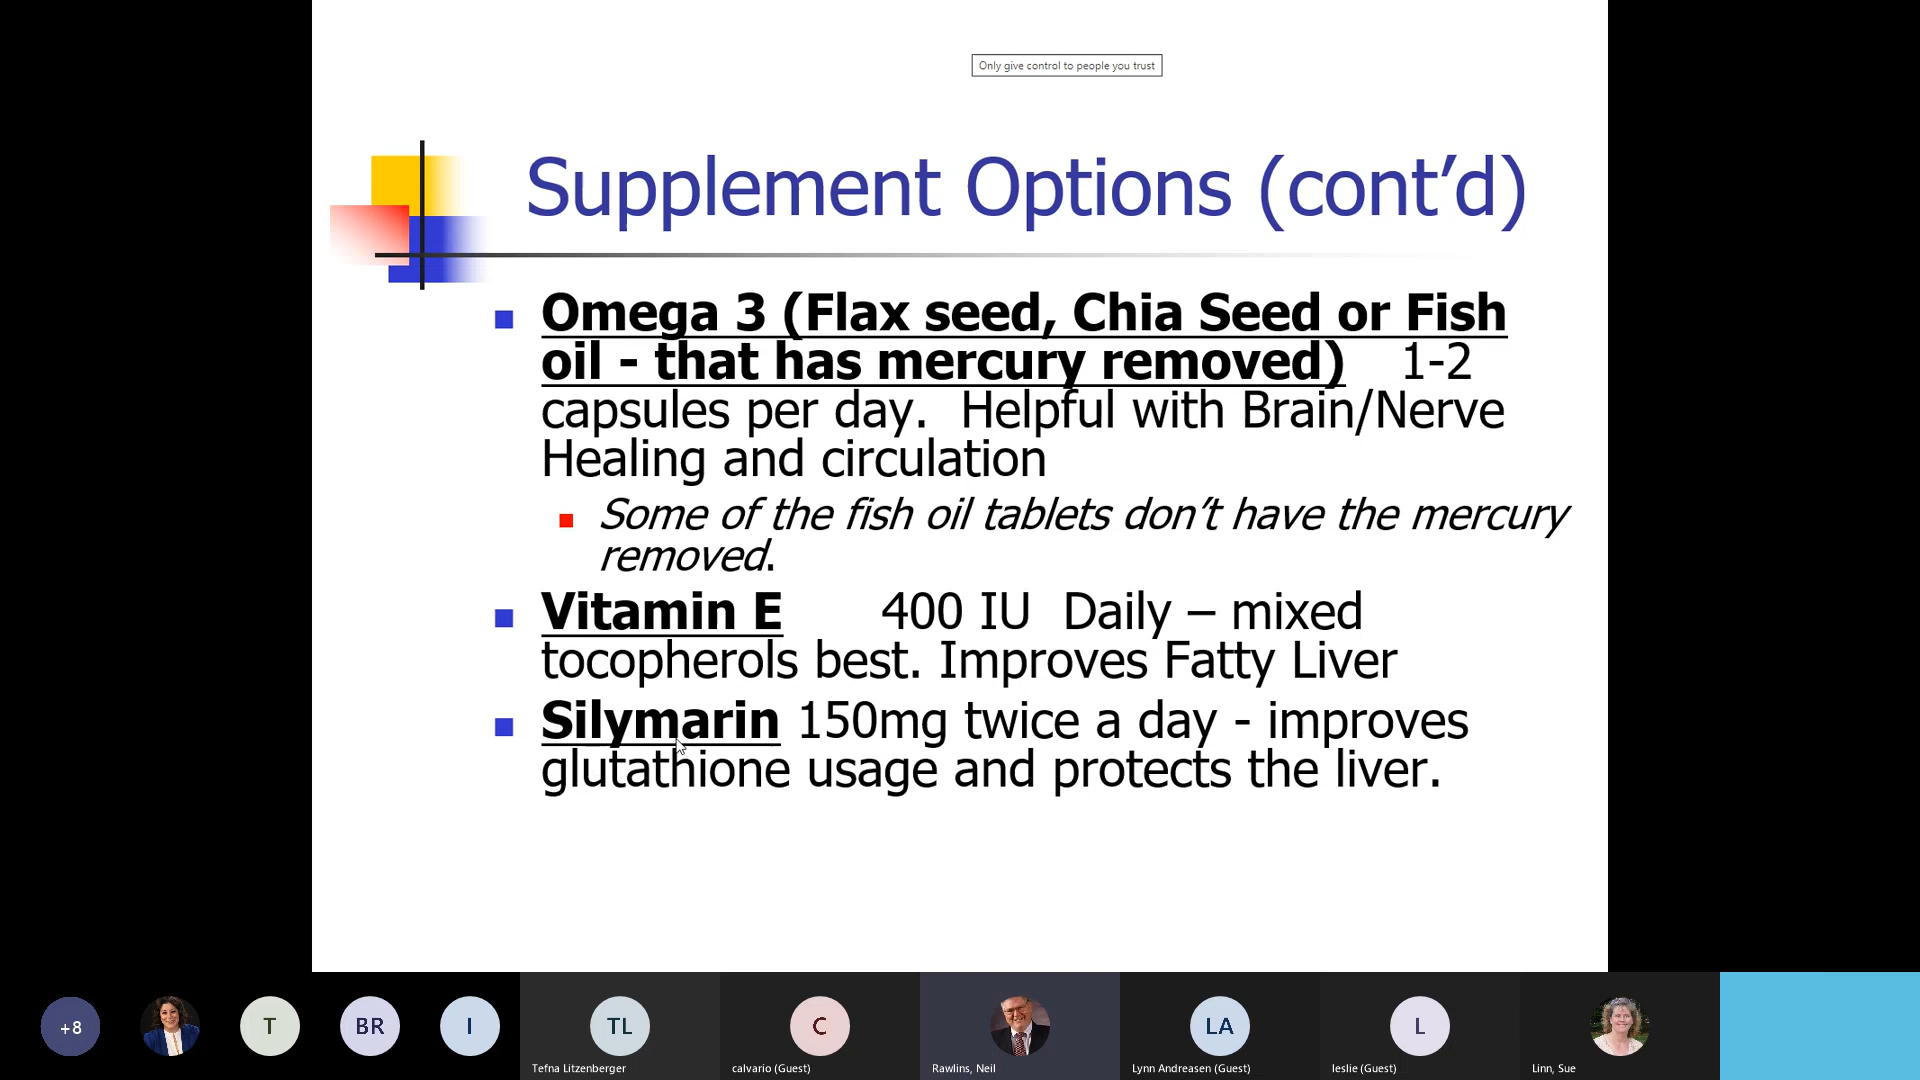 Only give control to people you trust
Supplement Options (cont’d)
Omega 3 (Flax seed, Chia Seed or Fish
oil - that has mercury removed) 1-2
capsules per day. Helpful with Brain/Nerve
Healing and circulation
Some of the fish oil tablets don’t have the mercury
removed.
Vitamin E 400 IU Daily – mixed
tocopherols best. Improves Fatty Liver
Silymarin 150mg twice a day - improves
glutathione usage and protects the liver.
+8
T
BR
I
TL
C
LA
L
Tefna Litzenberger
calvario (Guest)
Rawlins, Neil
Lynn Andreasen (Guest)
leslie (Guest)
Linn, Sue